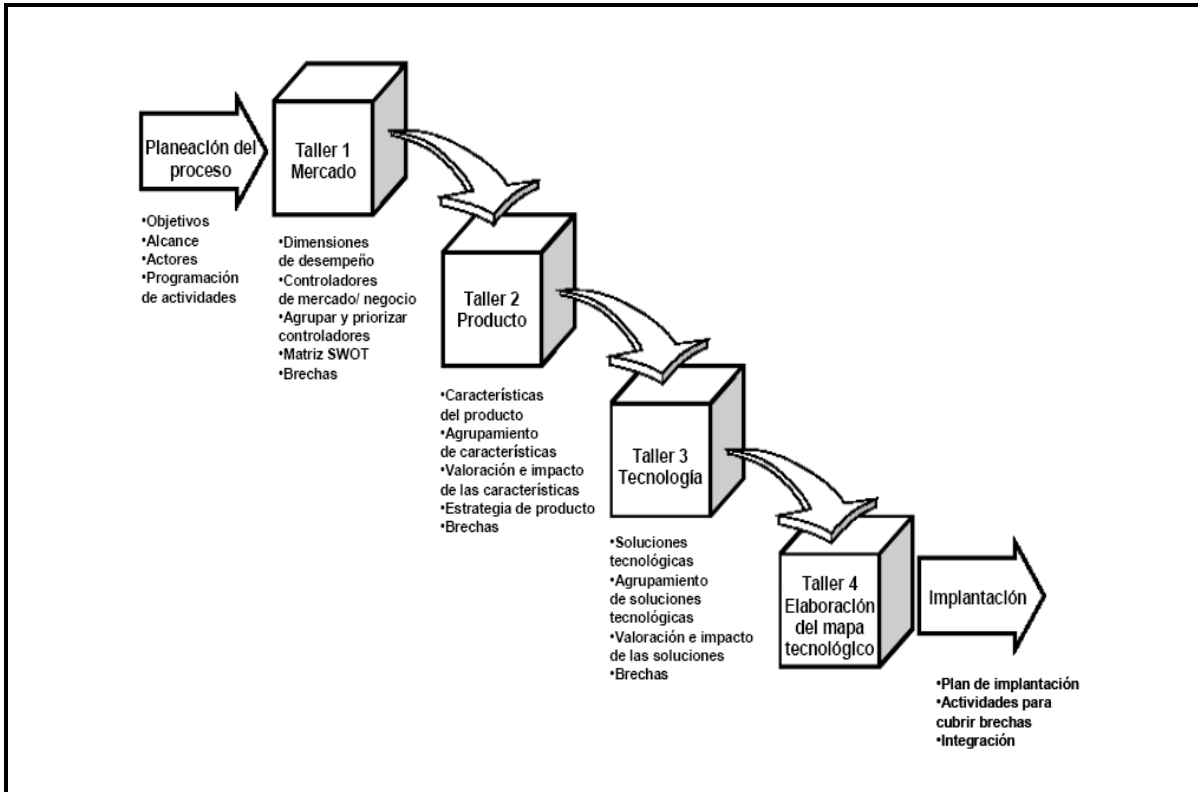 Planeación del
proceso
•Objetivos
•Alcance
•Actores
•Programación
de actividades
Taller 1
Mercado
•Dimensiones
de desempeño
•Controladores
de mercado/ negocio
•Agrupar y priorizar
controladores
•Matriz SWOT
•Brechas
Taller 2
Producto
•Características
del producto
•Agrupamiento
de características
•Valoración e impacto
de las características
•Estrategia de producto
•Brechas
Taller 3
Tecnología
•Soluciones
tecnológicas
•Agrupamiento
de soluciones
tecnológicas
•Valoración e impacto
de las soluciones
•Brechas
Taller 4
Elaboración
del mapa
tecnológico
Implantación
•Plan de implantación
•Actividades para
cubrir brechas
•Integración